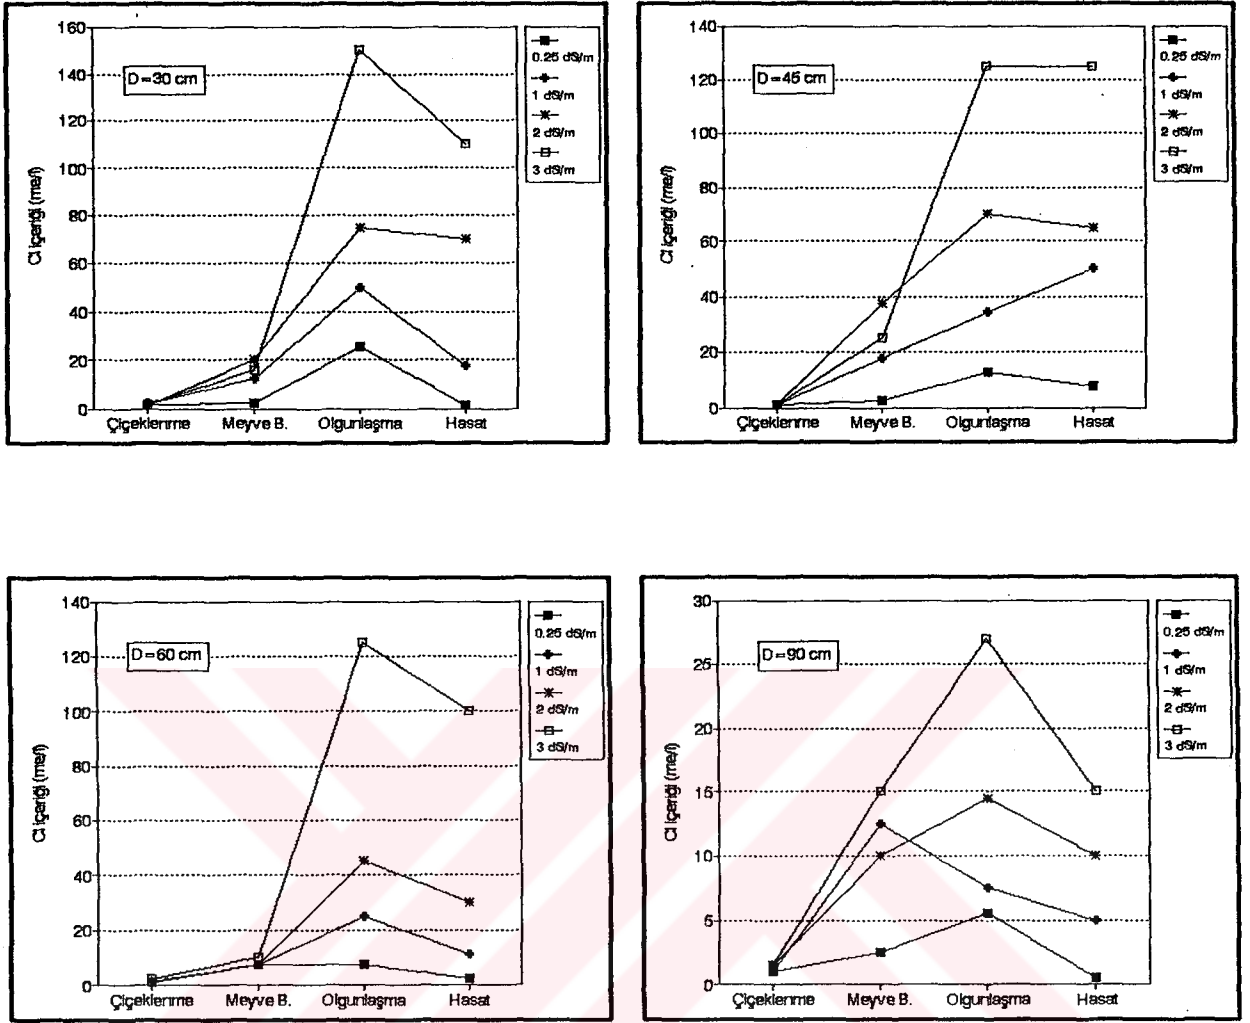 160
140
120
100
80
60
40
20
0
Cl içeriği (me/l)
D=30 cm
Çiçeklenme Meyve B. Olgunlaşma Hasat
0.25 dS/m
1 dS/m
2 dS/m
3 dS/m
140
120
100
80
60
40
20
0
Cl içeriği (me/l)
D=45 cm
Çiçeklenme Meyve B. Olgunlaşma Hasat
0.25 dS/m
1 dS/m
2 dS/m
3 dS/m
140
120
100
80
60
40
20
0
Cl içeriği (me/l)
D=60 cm
Çiçeklenme Meyve B. Olgunlaşma Hasat
0.25 dS/m
1 dS/m
2 dS/m
3 dS/m
30
25
20
15
10
5
0
Cl içeriği (me/l)
D=90 cm
Çiçeklenme Meyve B. Olgunlaşma Hasat
0.25 dS/m
1 dS/m
2 dS/m
3 dS/m